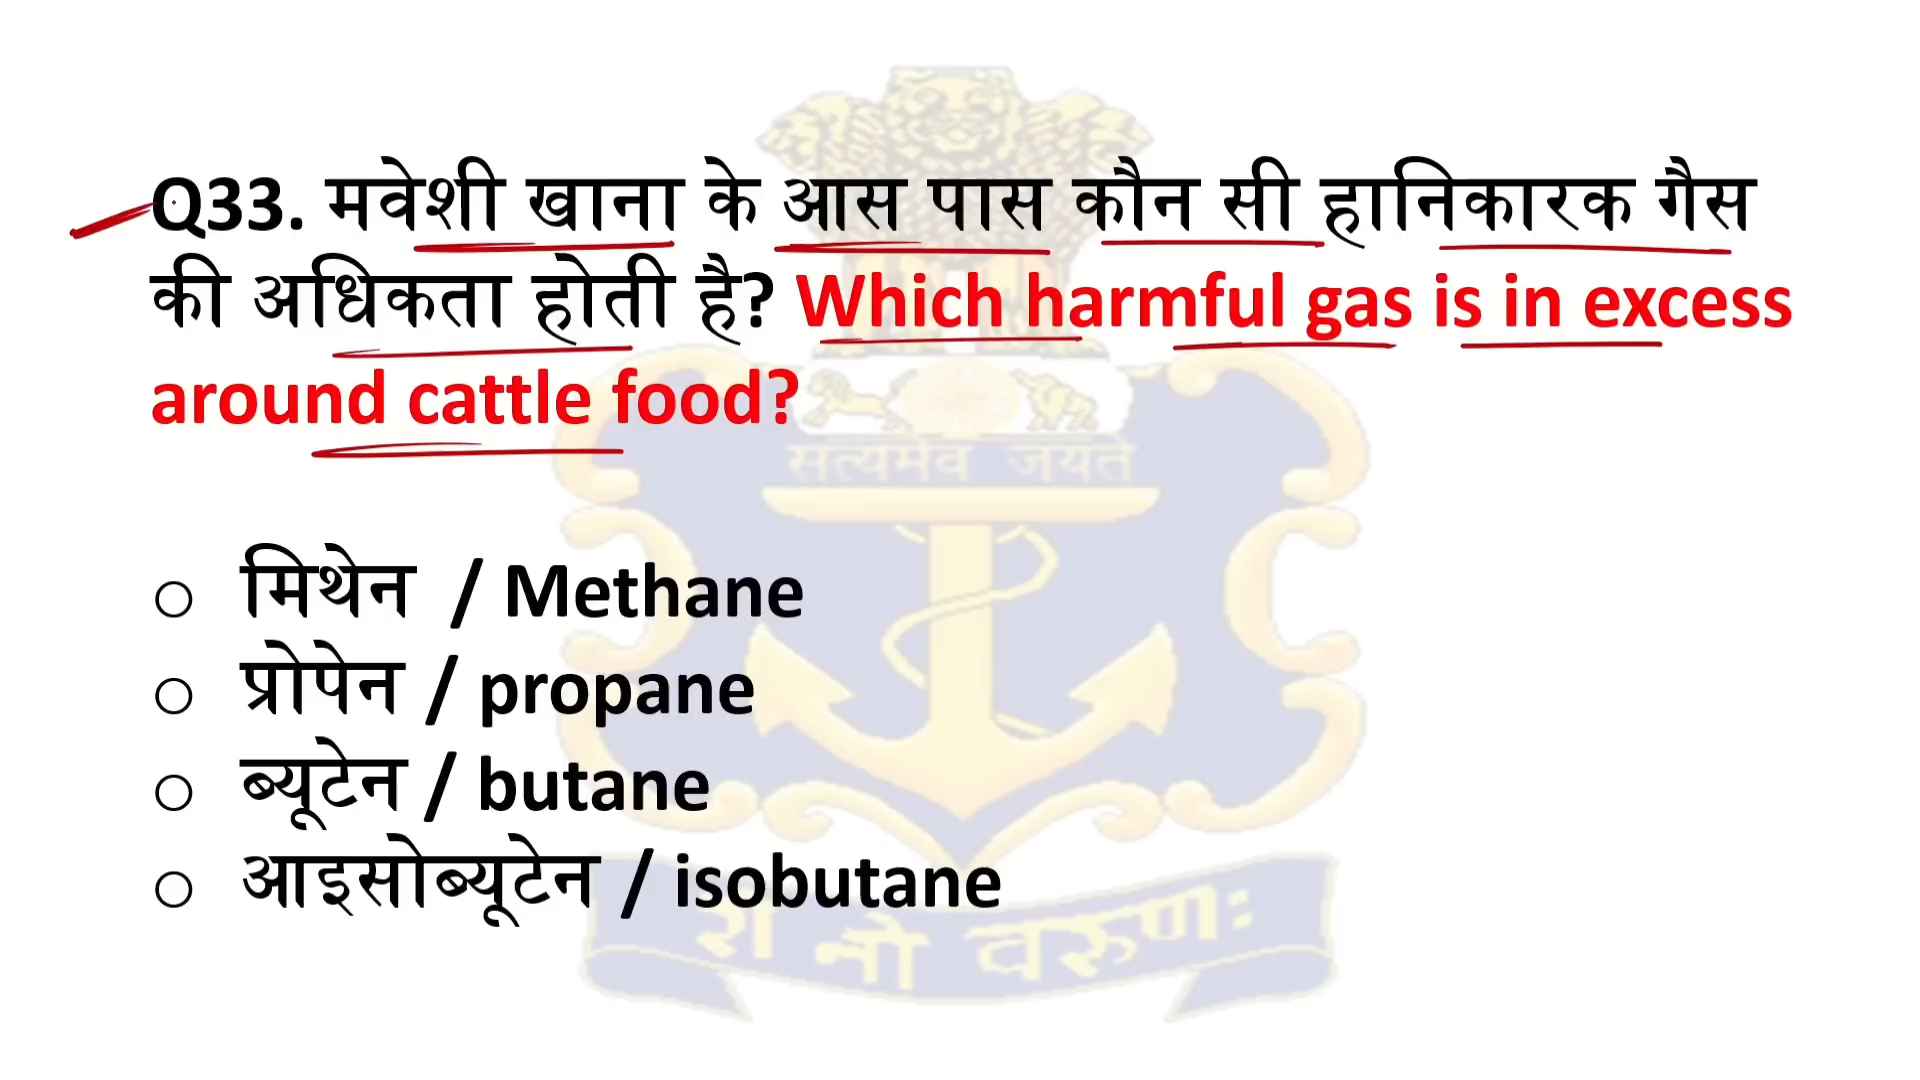 Q33. मवेशी खाना के आस पास कौन सी हानिकारक गैस
की अधिकता होती है? Which harmful gas is in excess
around cattle food?
सत्यमेव जयते
○ मिथेन / Methane
○ प्रोपेन / propane
○ ब्यूटेन / butane
○ आइसोब्यूटेन / isobutane
शं नो वरुणः